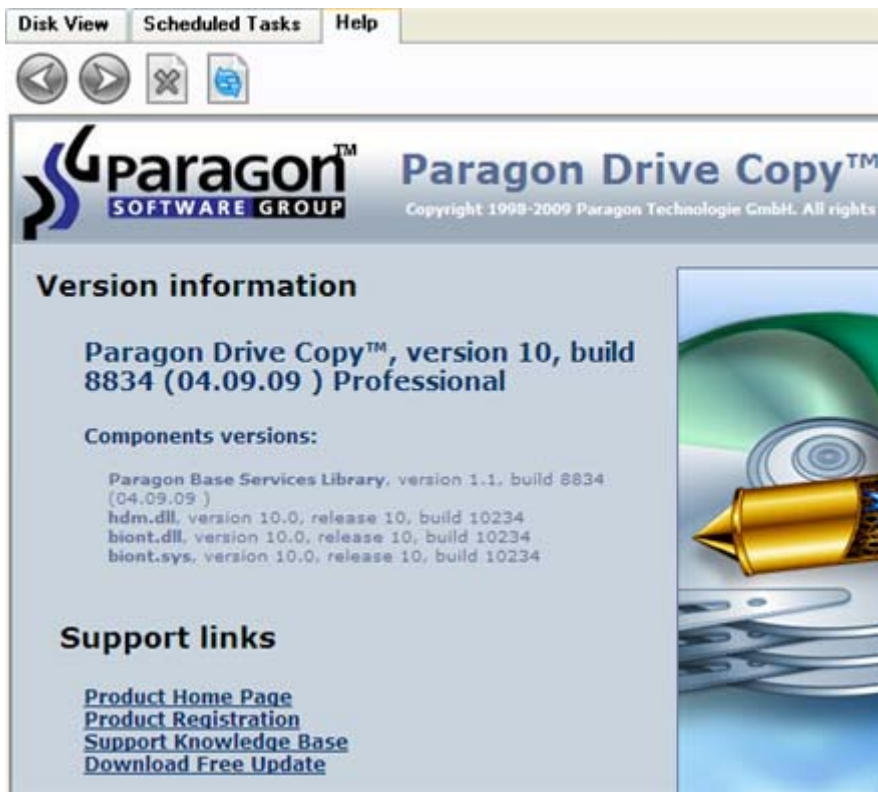 Disk View Scheduled Tasks Help
Paragon™
SOFTWARE GROUP
Paragon Drive Copy™
Copyright 1998-2009 Paragon Technologie GmbH. All rights
Version information
Paragon Drive Copy™, version 10, build
8834 (04.09.09 ) Professional
Components versions:
Paragon Base Services Library, version 1.1, build 8834
(04.09.09 )
hdm.dll, version 10.0, release 10, build 10234
biont.dll, version 10.0, release 10, build 10234
biont.sys, version 10.0, release 10, build 10234
Support links
Product Home Page
Product Registration
Support Knowledge Base
Download Free Update